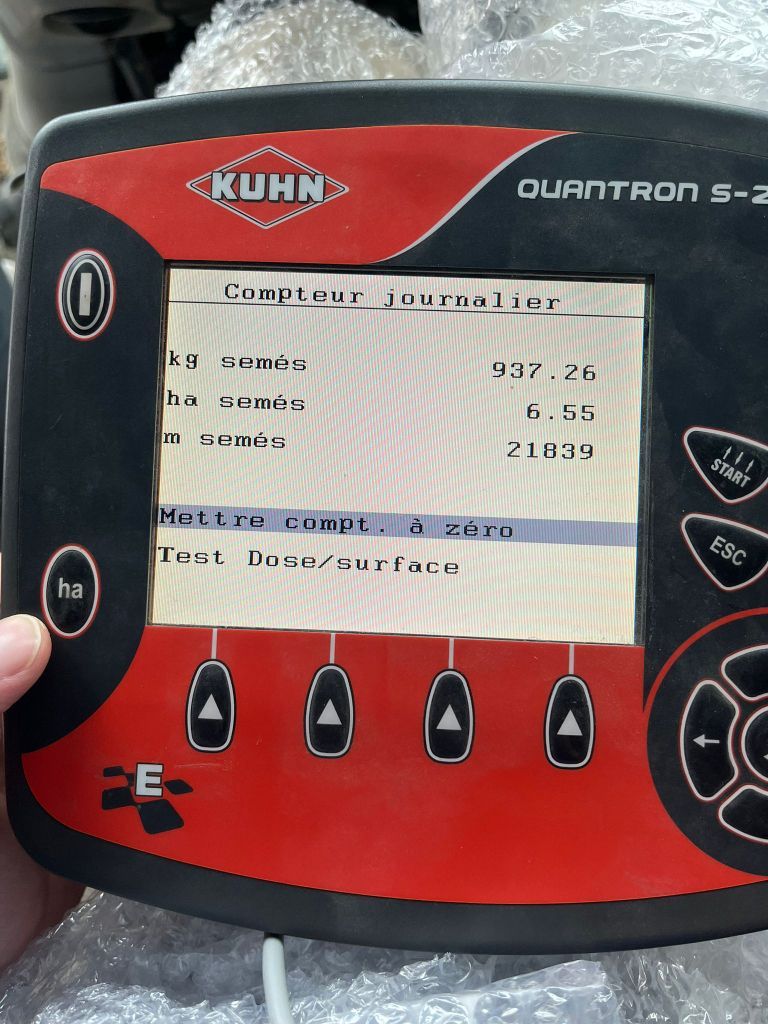 KUHN
QUANTRON S-2
Compteur journalier
kg semés 937.26
ha semés 6.55
m semés 21839
Mettre compt. à zéro
Test Dose/surface
START
ESC
ha
E